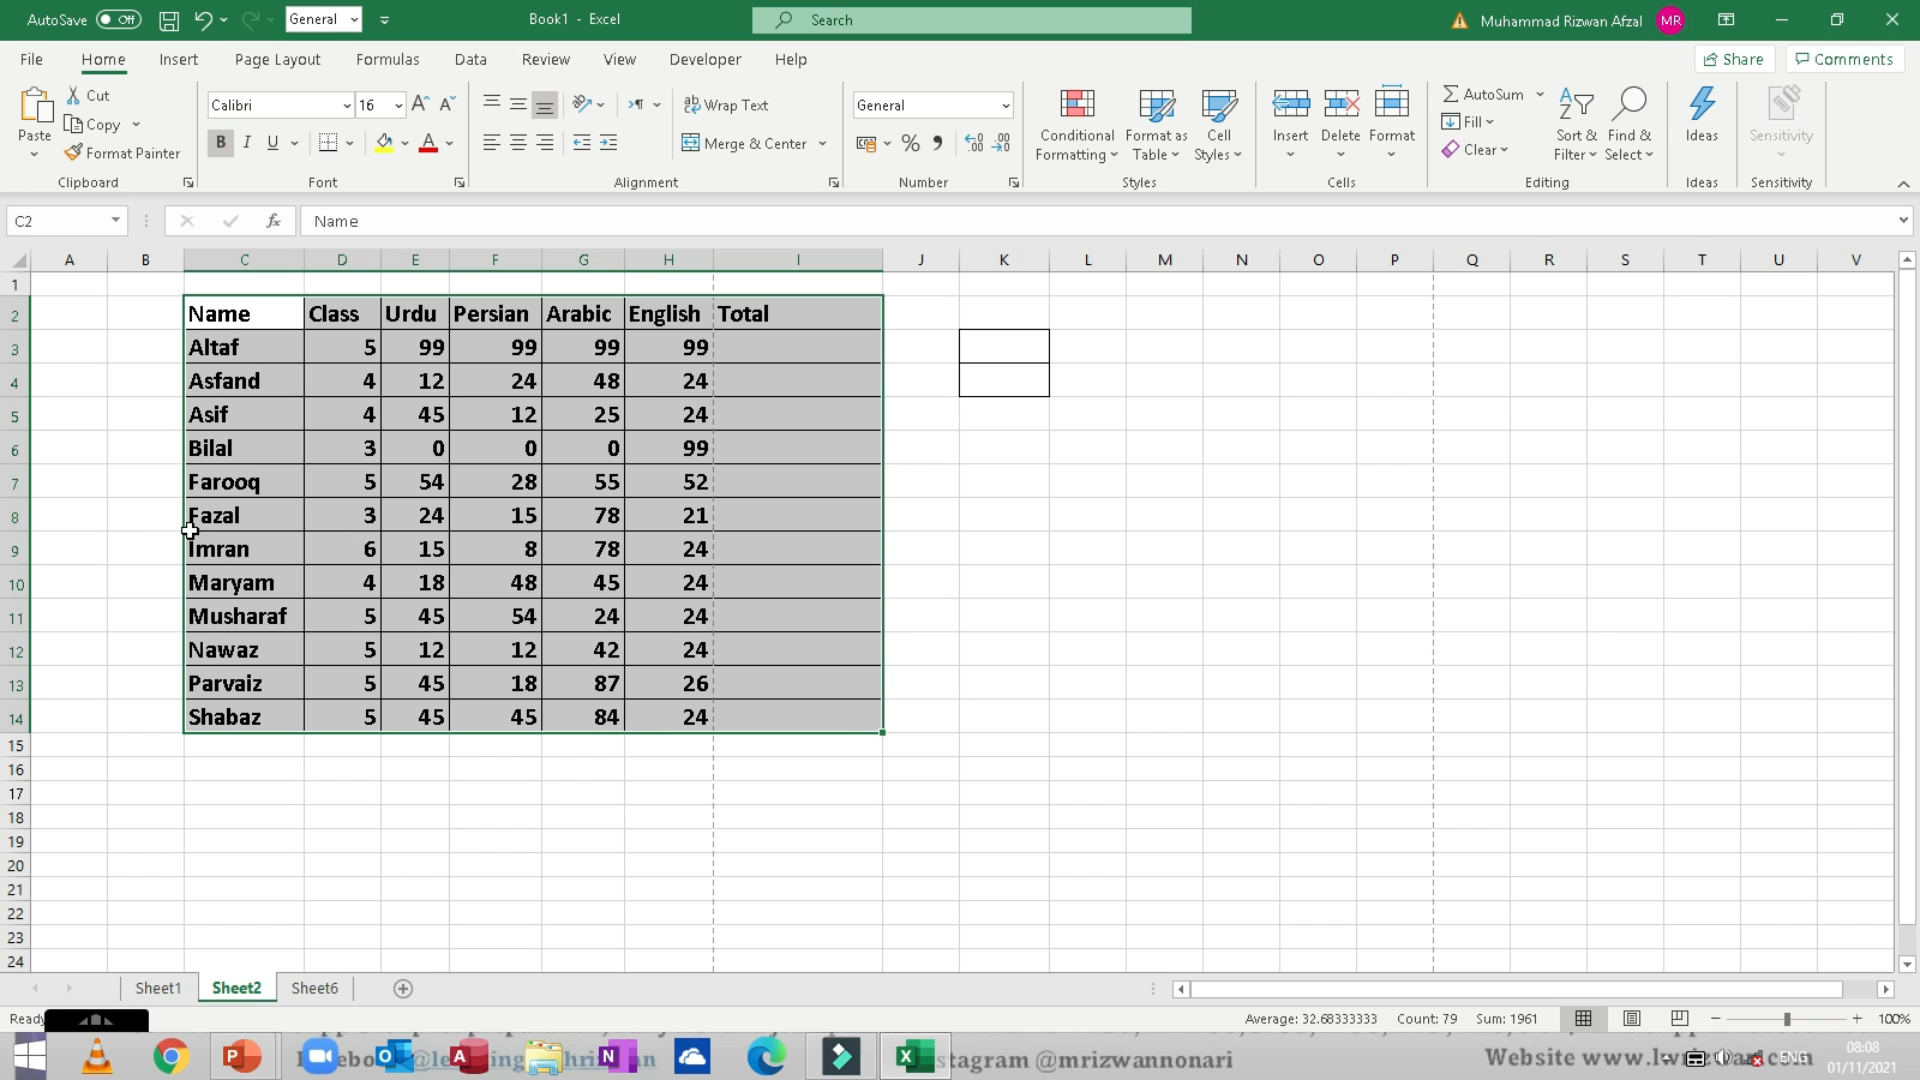 AutoSave Off General Book1 - Excel Search Muhammad Rizwan Afzal MR
File Home Insert Page Layout Formulas Data Review View Developer Help Share Comments
Paste Cut Copy Format Painter Clipboard
Calibri 16 B I U A Font
Wrap Text Merge & Center Alignment
General % Number
Conditional Formatting Format as Table Cell Styles Styles
Insert Delete Format Cells
AutoSum Fill Clear Sort & Filter Find & Select Editing
Ideas Ideas
Sensitivity Sensitivity
C2 fx Name
A B C D E F G H I J K L M N O P Q R S T U V
1
2 Name Class Urdu Persian Arabic English Total
3 Altaf 5 99 99 99 99
4 Asfand 4 12 24 48 24
5 Asif 4 45 12 25 24
6 Bilal 3 0 0 0 99
7 Farooq 5 54 28 55 52
8 Fazal 3 24 15 78 21
9 Imran 6 15 8 78 24
10 Maryam 4 18 48 45 24
11 Musharaf 5 45 54 24 24
12 Nawaz 5 12 12 42 24
13 Parvaiz 5 45 18 87 26
14 Shabaz 5 45 45 84 24
15
16
17
18
19
20
21
22
23
24
Sheet1 Sheet2 Sheet6
Ready Average: 32.68333333 Count: 79 Sum: 1961 100%
@mrizwannonari Website ENG 08:08
01/11/2021